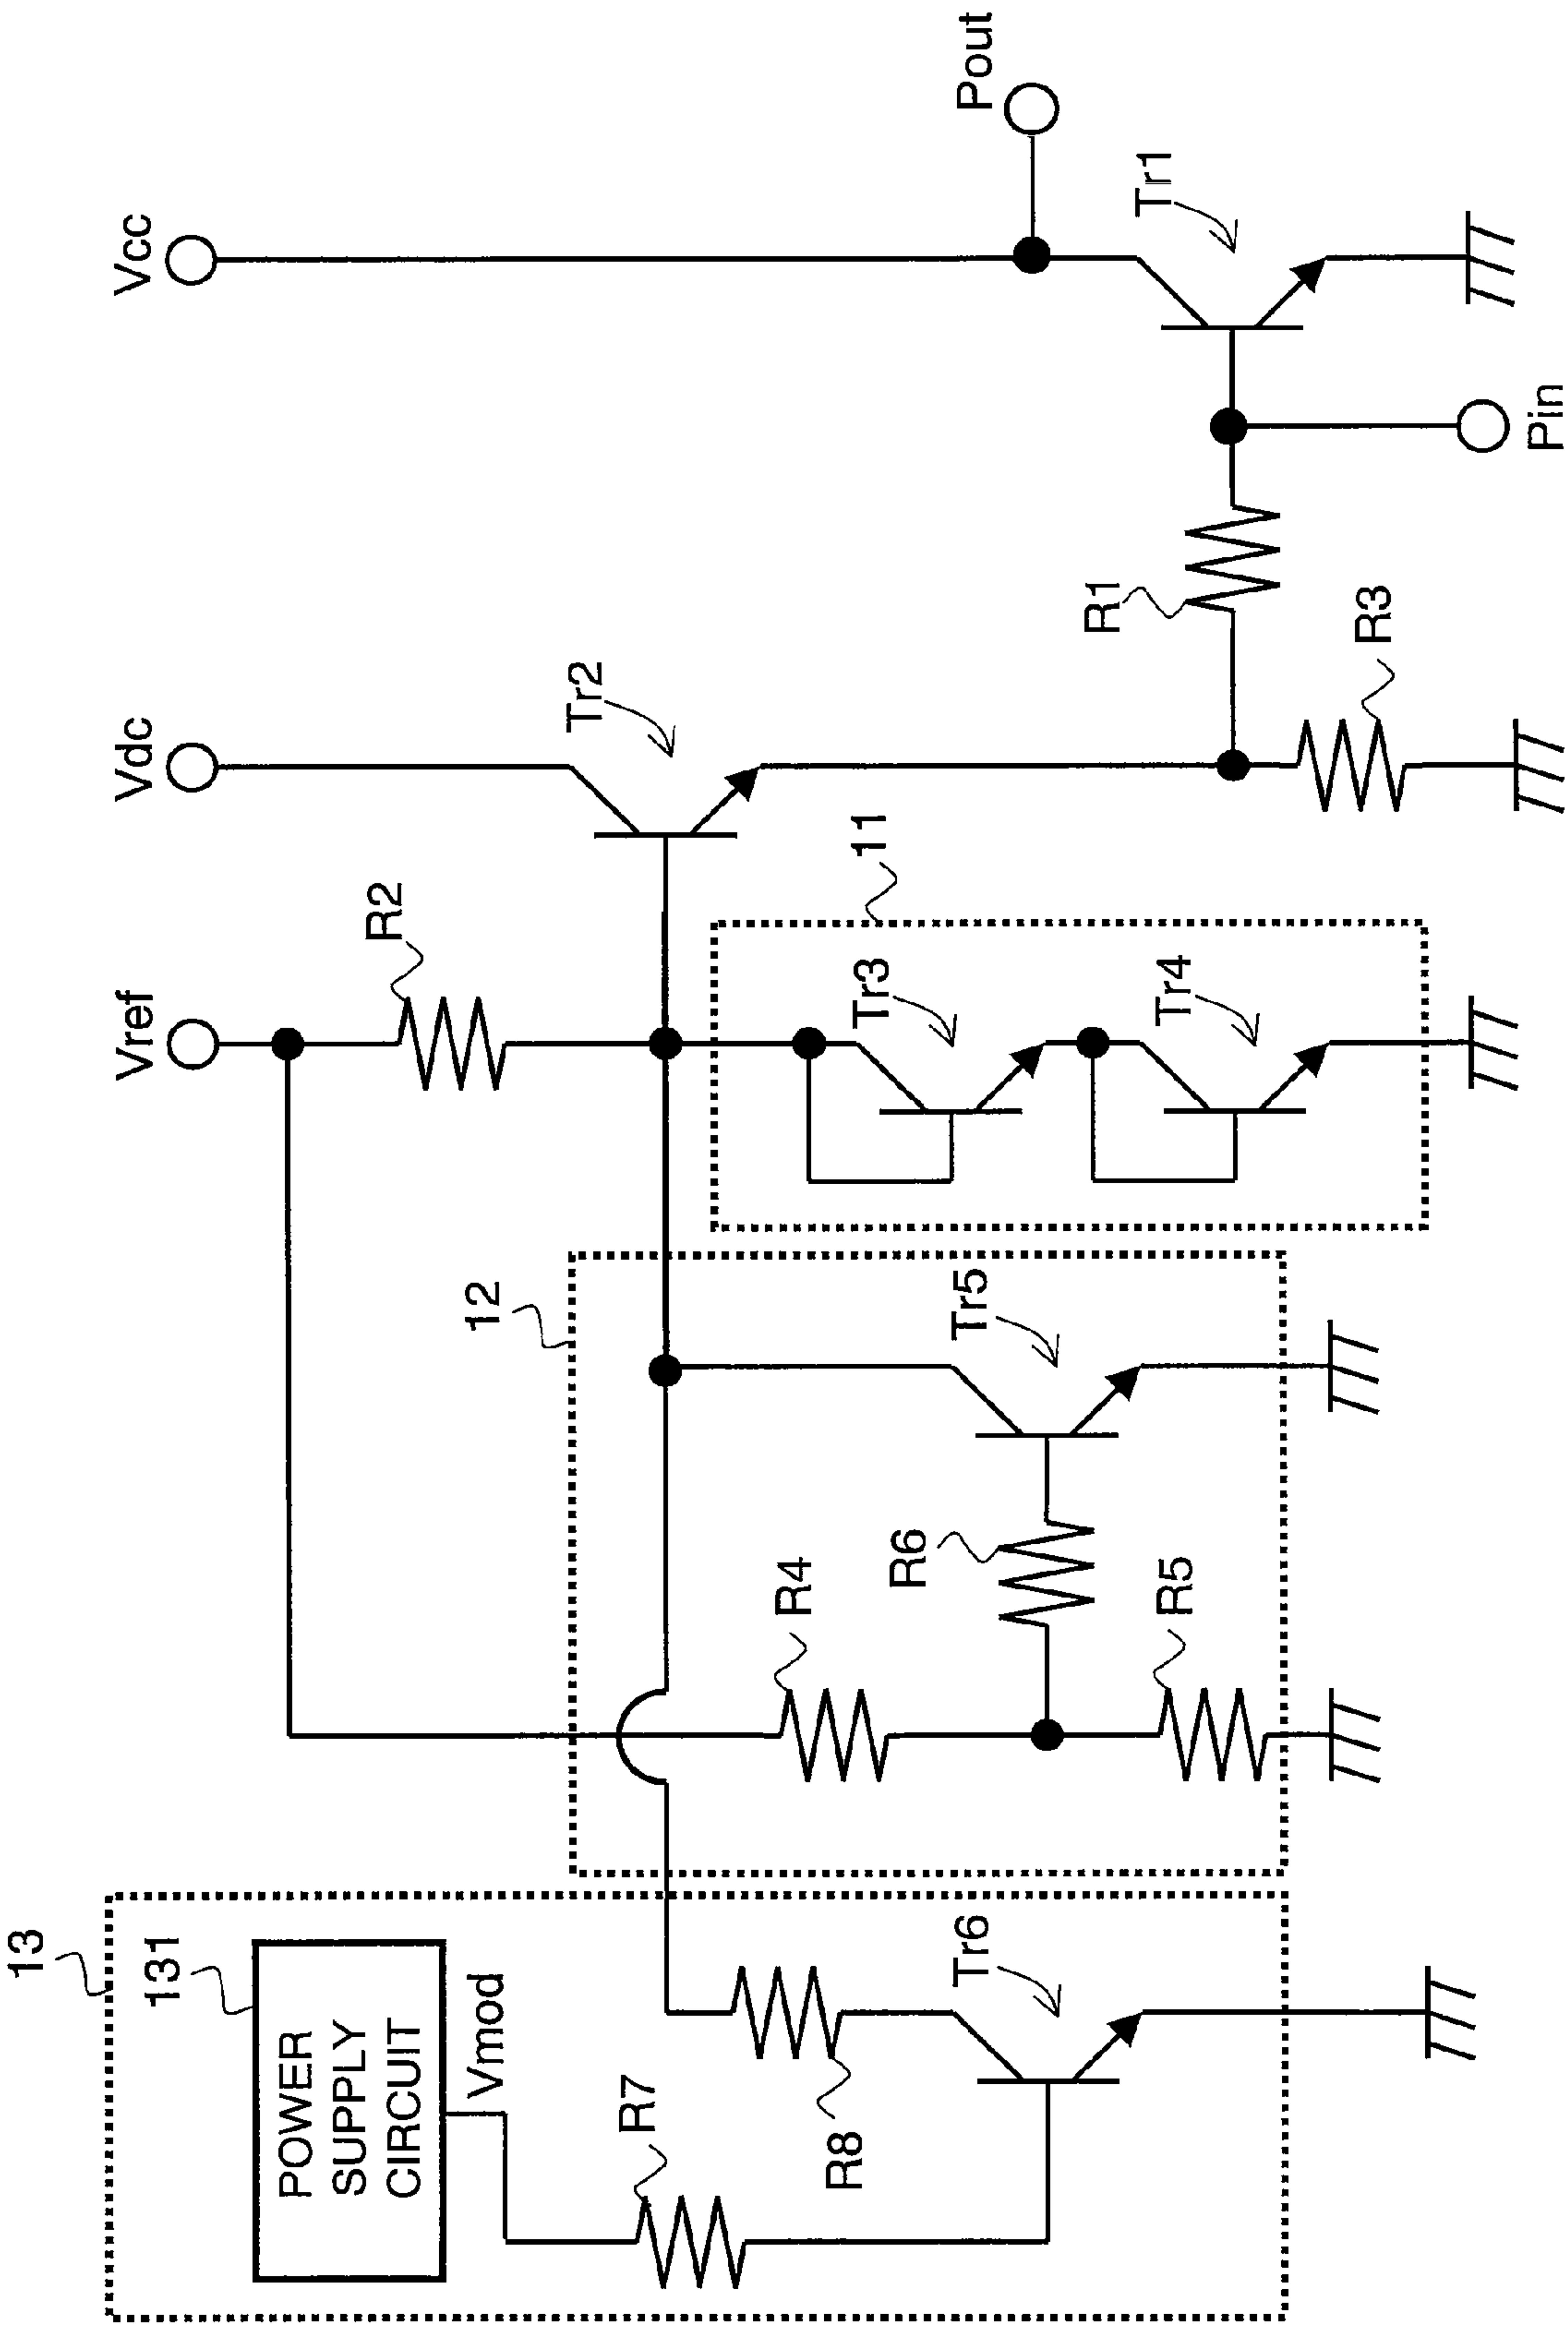 13
131
POWER
SUPPLY
CIRCUIT
Vmod
R7
R8
Tr6
12
R4
R6
R5
Tr5
Vref
R2
11
Tr3
Tr4
Vdc
Tr2
R1
R3
Vcc
Pout
Tr1
Pin